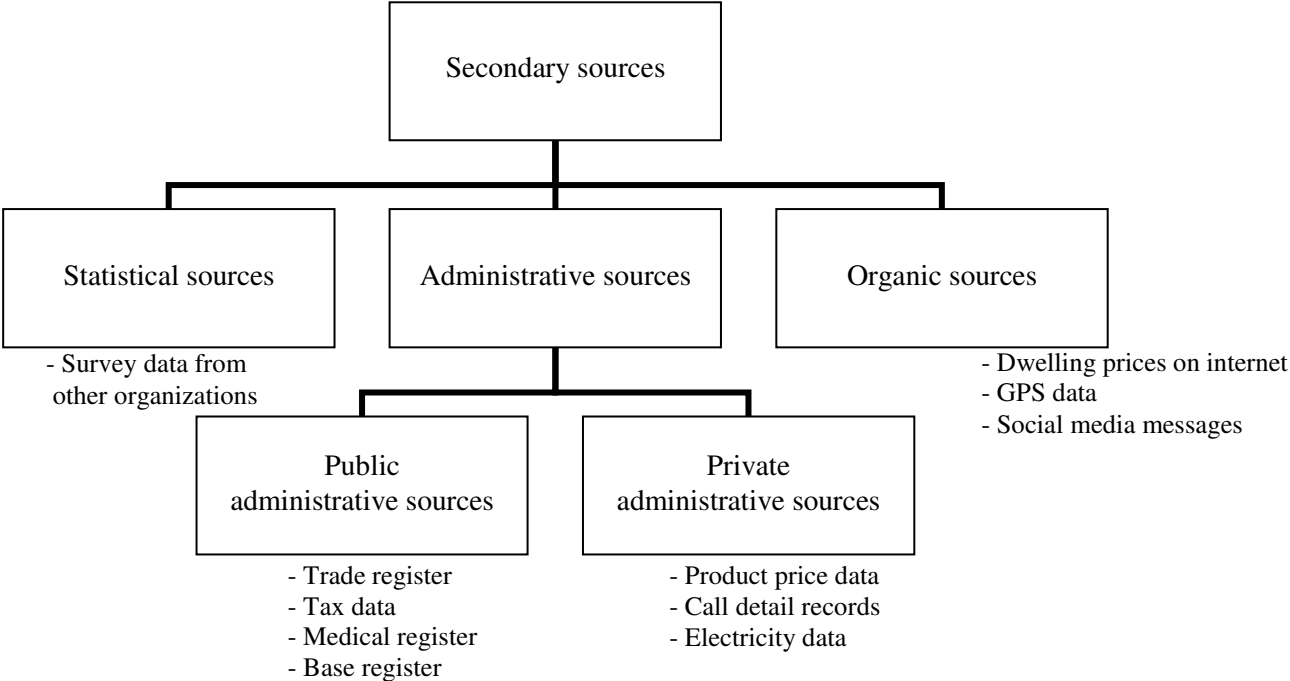 Secondary sources
Statistical sources
Administrative sources
Organic sources
- Survey data from
other organizations
- Dwelling prices on internet
- GPS data
- Social media messages
Public
administrative sources
Private
administrative sources
- Trade register
- Tax data
- Medical register
- Base register
- Product price data
- Call detail records
- Electricity data